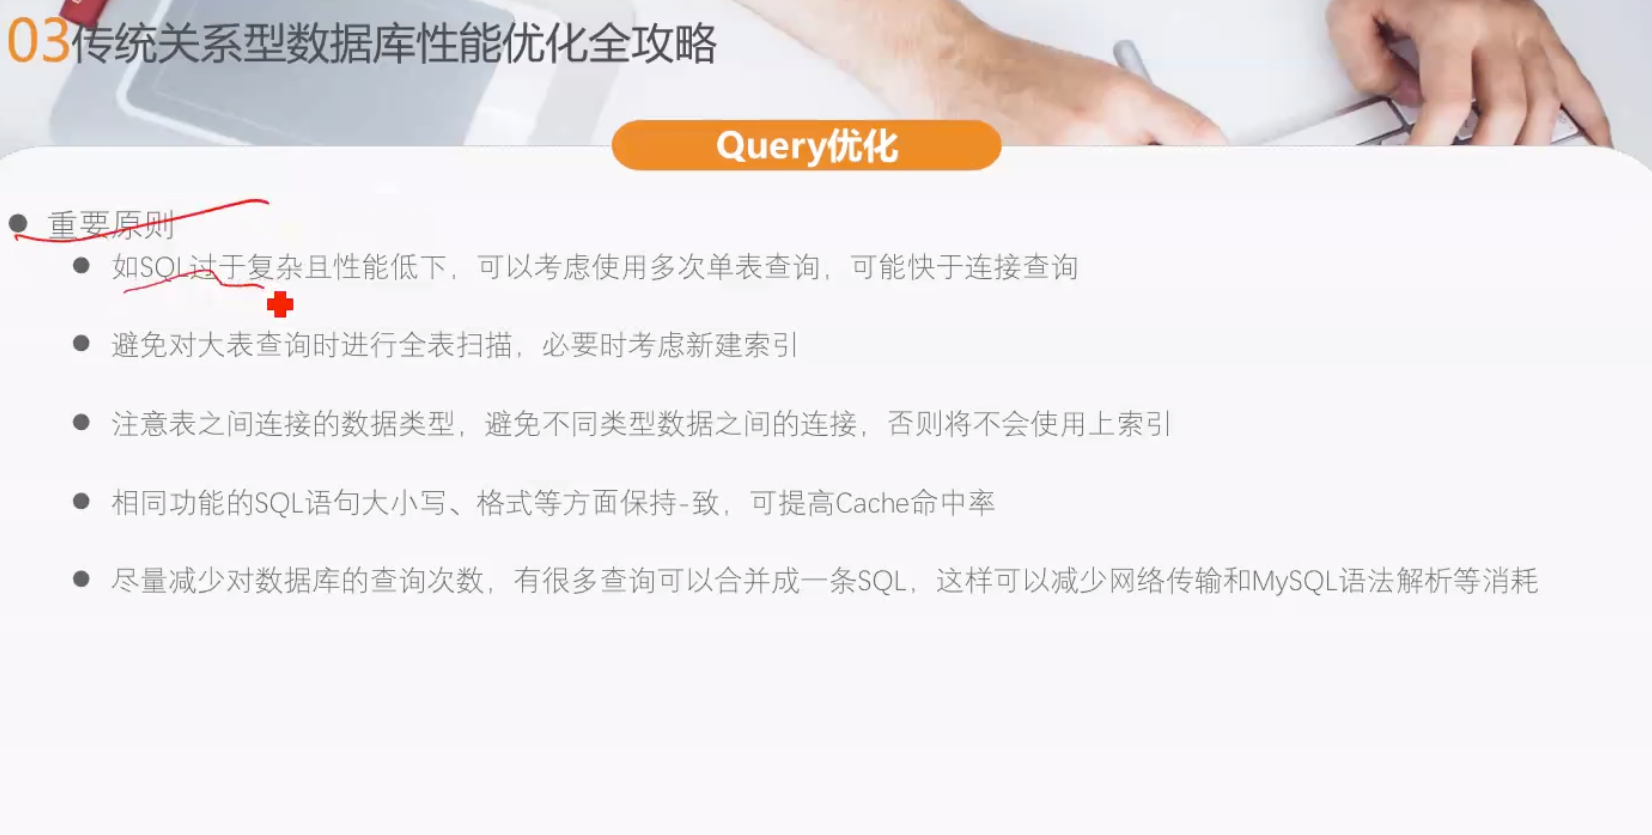 03传统关系型数据库性能优化全攻略
Query优化
重要原则
如SQL过于复杂且性能低下，可以考虑使用多次单表查询，可能快于连接查询
避免对大表查询时进行全表扫描，必要时考虑新建索引
注意表之间连接的数据类型，避免不同类型数据之间的连接，否则将不会使用上索引
相同功能的SQL语句大小写、格式等方面保持-致，可提高Cache命中率
尽量减少对数据库的查询次数，有很多查询可以合并成一条SQL，这样可以减少网络传输和MySQL语法解析等消耗